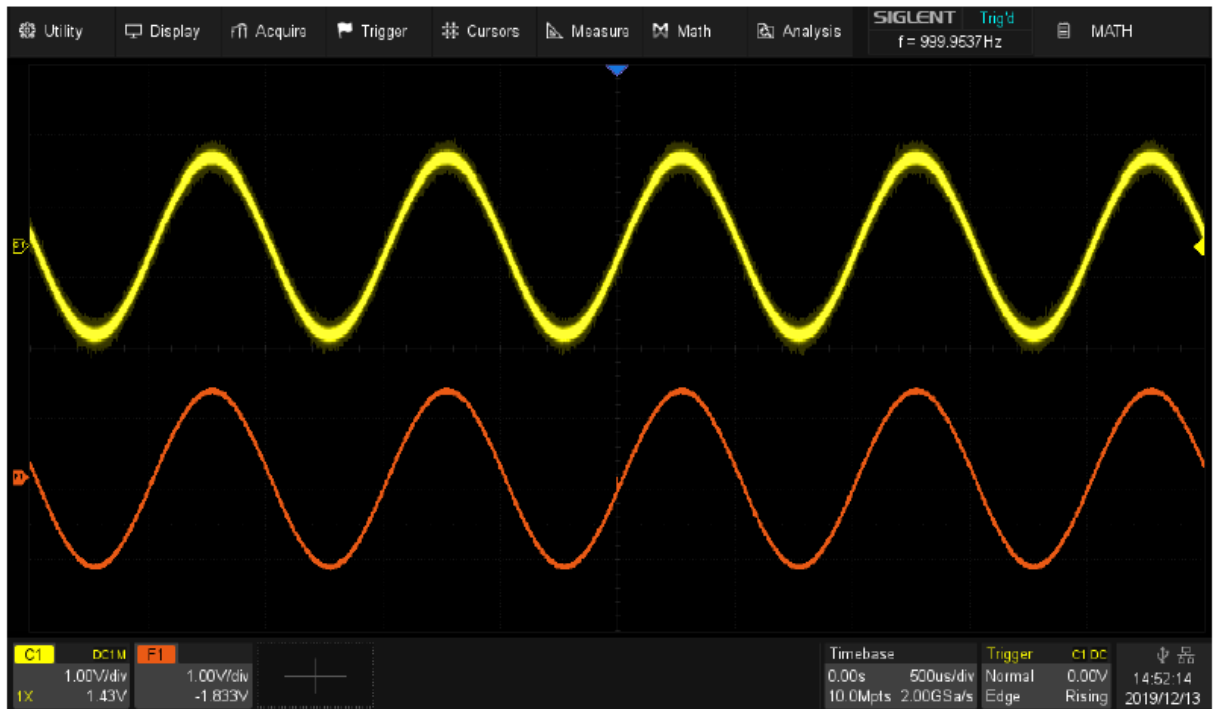 Utility Display Acquire Trigger Cursors Measure Math Analysis SIGLENT Trig'd MATH
f = 999.9537Hz
C1 DC1M F1 Timebase Trigger C1 DC
1.00V/div 1.00V/div 0.00s 500us/div Normal 0.00V 14:52:14
1X 1.43V -1.833V 10.0Mpts 2.00GSa/s Edge Rising 2019/12/13